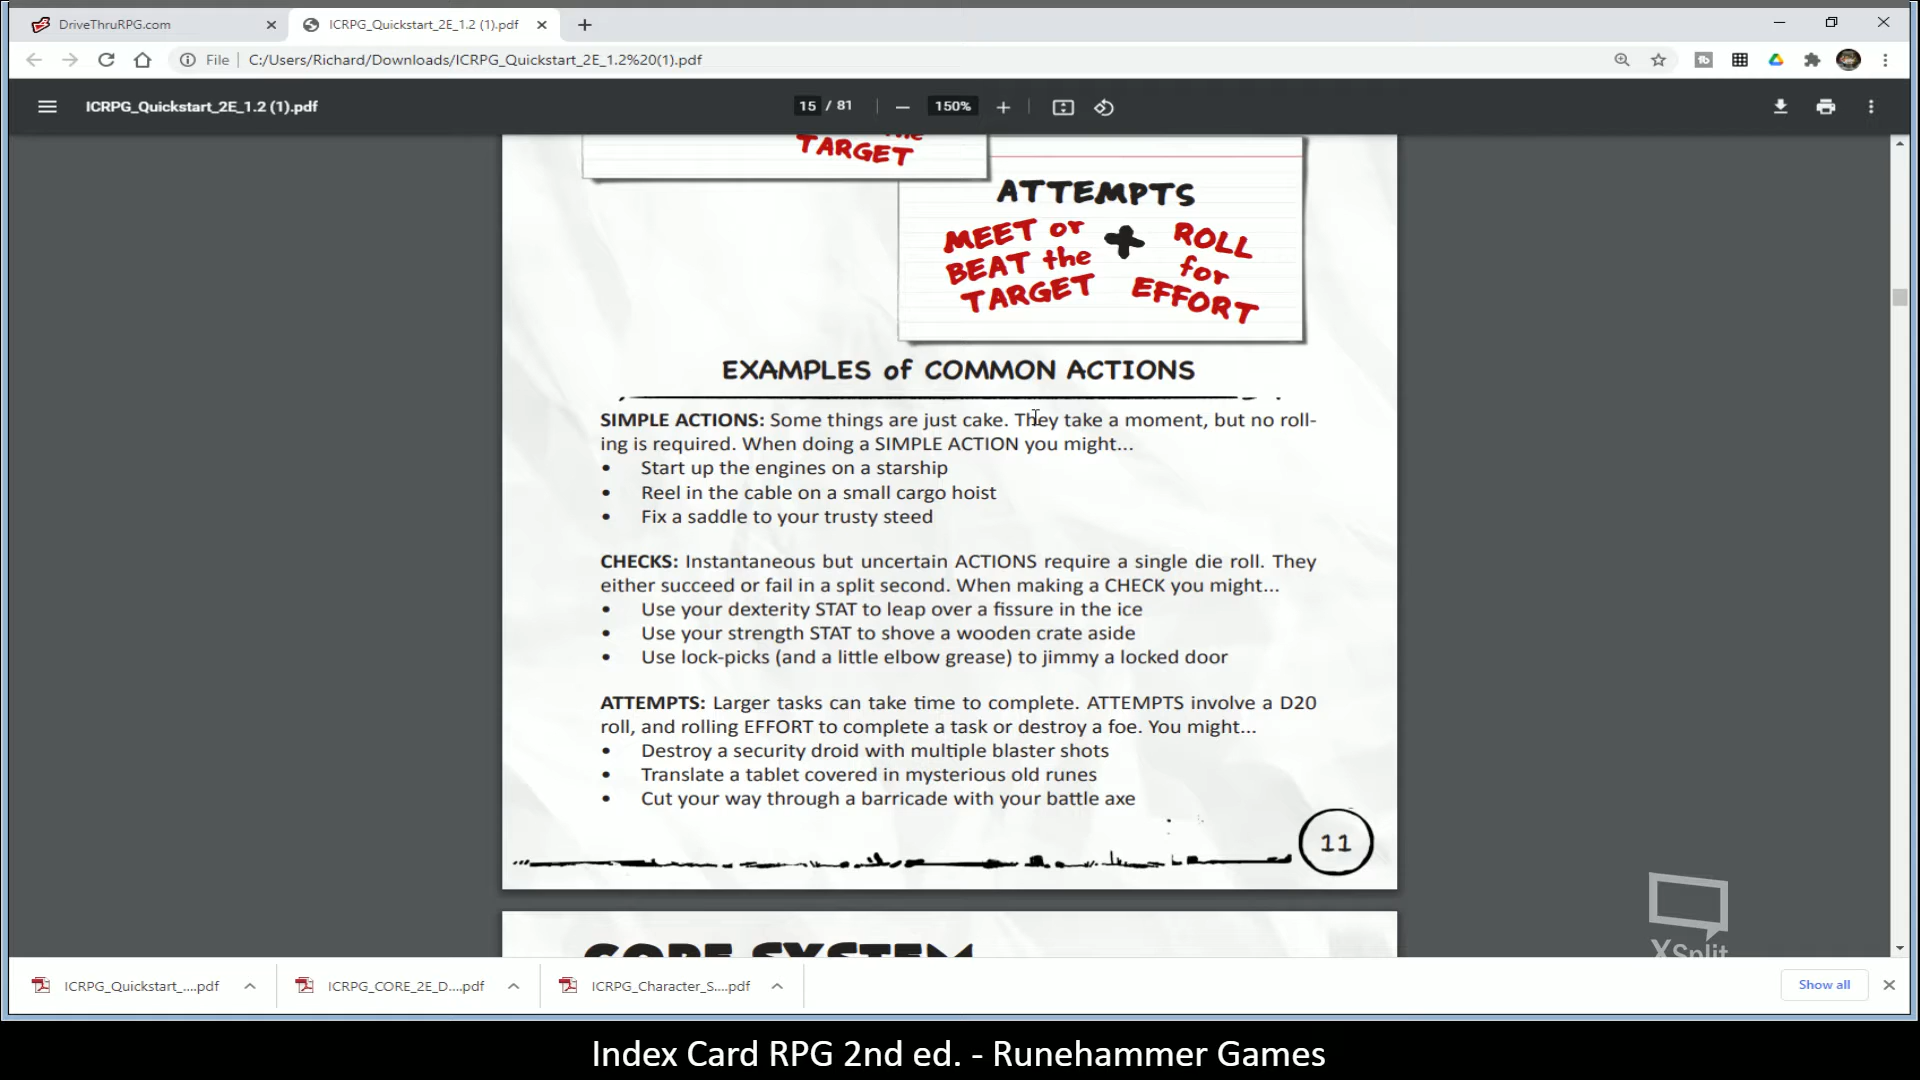 DriveThruRPG.com
ICRPG_Quickstart_2E_1.2 (1).pdf
File
C:/Users/Richard/Downloads/ICRPG_Quickstart_2E_1.2%20(1).pdf
ICRPG_Quickstart_2E_1.2 (1).pdf
15 / 81
150%
TARGET
ATTEMPTS
MEET or BEAT the TARGET
+
ROLL for EFFORT
EXAMPLES of COMMON ACTIONS
SIMPLE ACTIONS: Some things are just cake. They take a moment, but no roll-
ing is required. When doing a SIMPLE ACTION you might...
• Start up the engines on a starship
• Reel in the cable on a small cargo hoist
• Fix a saddle to your trusty steed
CHECKS: Instantaneous but uncertain ACTIONS require a single die roll. They
either succeed or fail in a split second. When making a CHECK you might...
• Use your dexterity STAT to leap over a fissure in the ice
• Use your strength STAT to shove a wooden crate aside
• Use lock-picks (and a little elbow grease) to jimmy a locked door
ATTEMPTS: Larger tasks can take time to complete. ATTEMPTS involve a D20
roll, and rolling EFFORT to complete a task or destroy a foe. You might...
• Destroy a security droid with multiple blaster shots
• Translate a tablet covered in mysterious old runes
• Cut your way through a barricade with your battle axe
11
CORE SYSTEM
XSplit
ICRPG_Quickstart_....pdf
ICRPG_CORE_2E_D....pdf
ICRPG_Character_S....pdf
Show all
Index Card RPG 2nd ed. - Runehammer Games